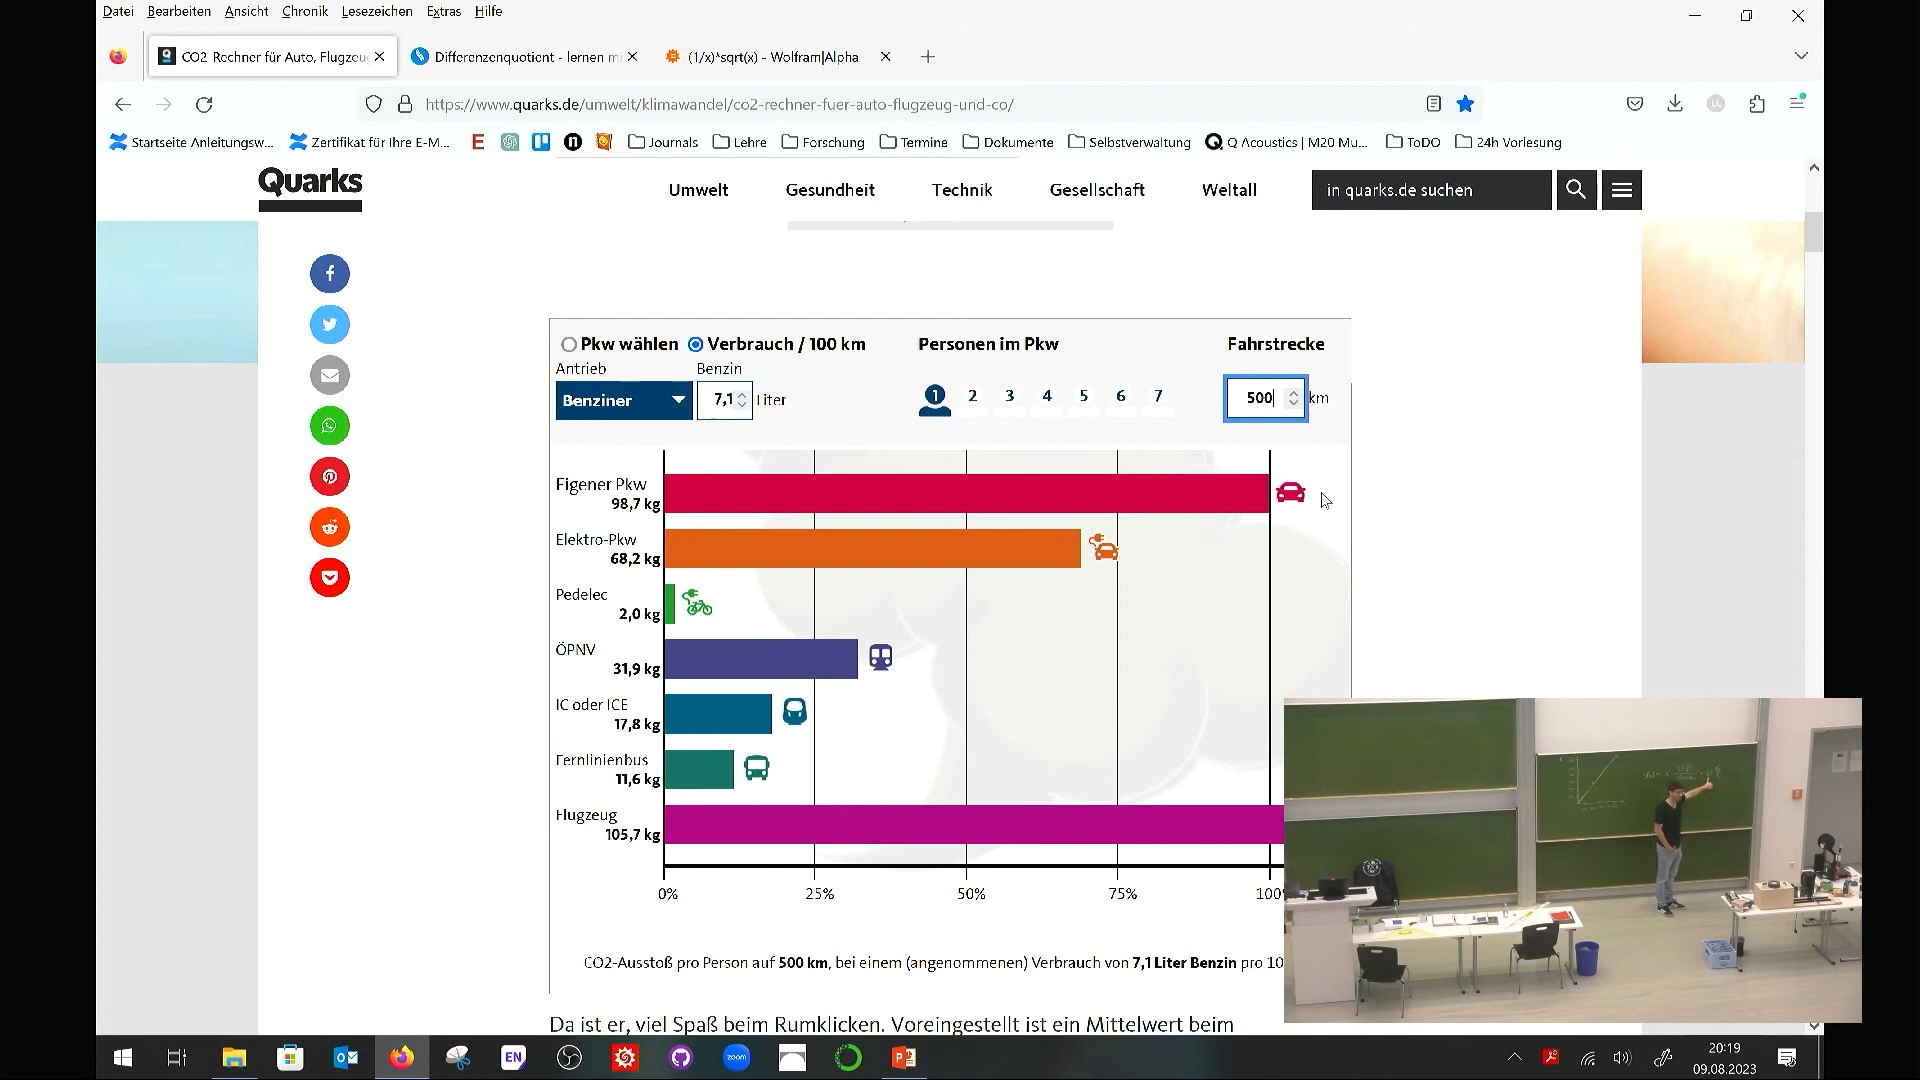 Datei Bearbeiten Ansicht Chronik Lesezeichen Extras Hilfe
CO2 Rechner für Auto, Flugzeu
Differenzenquotient - lernen m
(1/x)*sqrt(x) - Wolfram|Alpha
https://www.quarks.de/umwelt/klimawandel/co2-rechner-fuer-auto-flugzeug-und-co/
Startseite Anleitungsw... Zertifikat für Ihre E-M... E Journals Lehre Forschung Termine Dokumente Selbstverwaltung Q Acoustics | M20 Mu... ToDO 24h Vorlesung
Quarks
Umwelt Gesundheit Technik Gesellschaft Weltall
in quarks.de suchen
Pkw wählen Verbrauch / 100 km Personen im Pkw Fahrstrecke
Antrieb Benzin
Benziner 7,1 Liter 1 2 3 4 5 6 7 500 km
Eigener Pkw
98,7 kg
Elektro-Pkw
68,2 kg
Pedelec
2,0 kg
ÖPNV
31,9 kg
IC oder ICE
17,8 kg
Fernlinienbus
11,6 kg
Flugzeug
105,7 kg
0% 25% 50% 75% 100%
CO2-Ausstoß pro Person auf 500 km, bei einem (angenommenen) Verbrauch von 7,1 Liter Benzin pro 10
Da ist er, viel Spaß beim Rumklicken. Voreingestellt ist ein Mittelwert beim
EN
zoom
20:19
09.08.2023